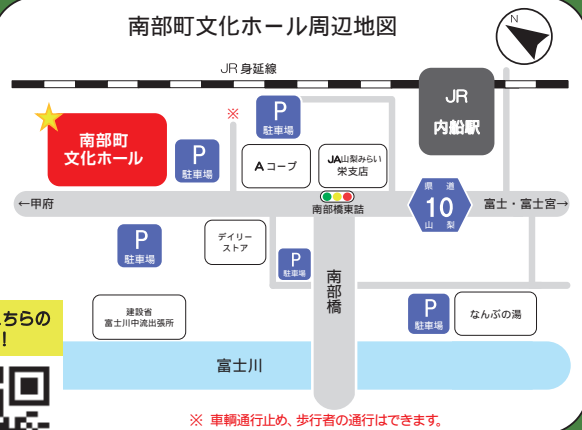 南部町文化ホール周辺地図
N
JR 身延線
JR
内船駅
※
P
駐車場
南部町
文化ホール
P
駐車場
Aコープ
JA山梨みらい
栄支店
←甲府
南部橋東詰
県道
10
山梨
富士・富士宮→
P
駐車場
デイリー
ストア
P
駐車場
南部橋
建設省
富士川中流出張所
P
駐車場
なんぶの湯
ちらの
!
富士川
※ 車輌通行止め、歩行者の通行はできます。